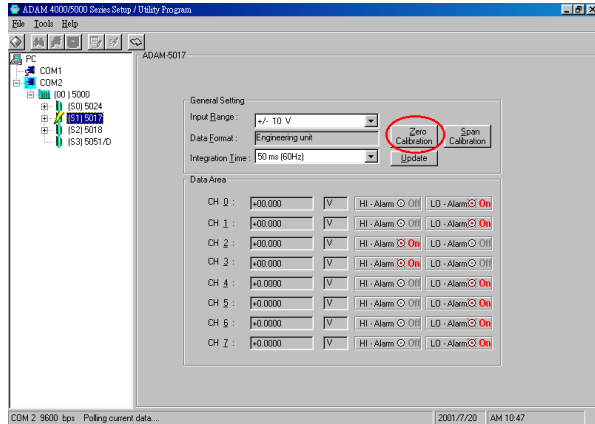 ADAM 4000/5000 Series Setup / Utility Program
File Tools Help
PC
COM1
COM2
(00 ) 5000
(S0) 5024
(S1) 5017
(S2) 5018
(S3) 5051/D
ADAM-5017
General Setting
Input Range :
+/- 10 V
Data Format :
Engineering unit
Integration Time :
50 ms (60Hz)
Zero Calibration
Span Calibration
Update
Data Area
CH 0 : +00.000 V HI - Alarm Off LO - Alarm On
CH 1 : +00.000 V HI - Alarm Off LO - Alarm On
CH 2 : +00.000 V HI - Alarm On LO - Alarm Off
CH 3 : +00.000 V HI - Alarm On LO - Alarm Off
CH 4 : +0.0000 V HI - Alarm Off LO - Alarm On
CH 5 : +0.0000 V HI - Alarm Off LO - Alarm On
CH 6 : +0.0000 V HI - Alarm Off LO - Alarm On
CH 7 : +0.0000 V HI - Alarm Off LO - Alarm On
COM 2 9600 bps Polling current data.... 2001/7/20 AM 10:47